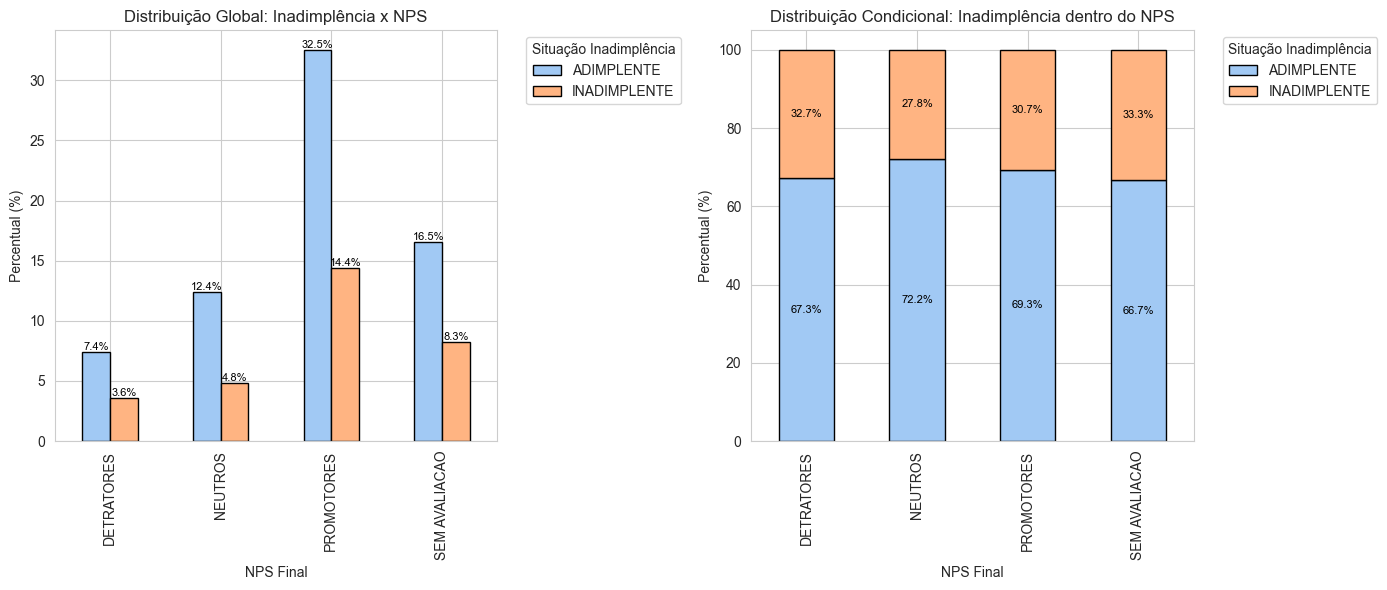 Distribuição Global: Inadimplência x NPS
Percentual (%)
30
25
20
15
10
5
0
7.4%
3.6%
12.4%
4.8%
32.5%
14.4%
16.5%
8.3%
DETRATORES
NEUTROS
PROMOTORES
SEM AVALIACAO
NPS Final
Situação Inadimplência
ADIMPLENTE
INADIMPLENTE
Distribuição Condicional: Inadimplência dentro do NPS
Percentual (%)
100
80
60
40
20
0
32.7%
27.8%
30.7%
33.3%
67.3%
72.2%
69.3%
66.7%
DETRATORES
NEUTROS
PROMOTORES
SEM AVALIACAO
NPS Final
Situação Inadimplência
ADIMPLENTE
INADIMPLENTE